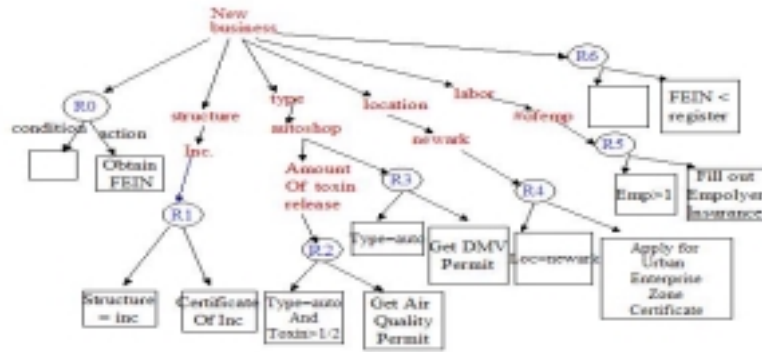 New
business
R6
R0
type
labor
structure
location
FEIN <
register
condition
action
#ofemp
autoshop
newark
Inc.
R5
Obtain
FEIN
Amount
Of toxin
release
R3
R4
Emp>1
Fill out
Empolyer
Insurance
R1
Type=auto
Get DMV
Permit
Loc=newark
R2
Apply for
Urban
Enterprise
Zone
Certificate
Structure
= inc
Certificate
Of Inc
Type=auto
And
Toxin>1/2
Get Air
Quality
Permit